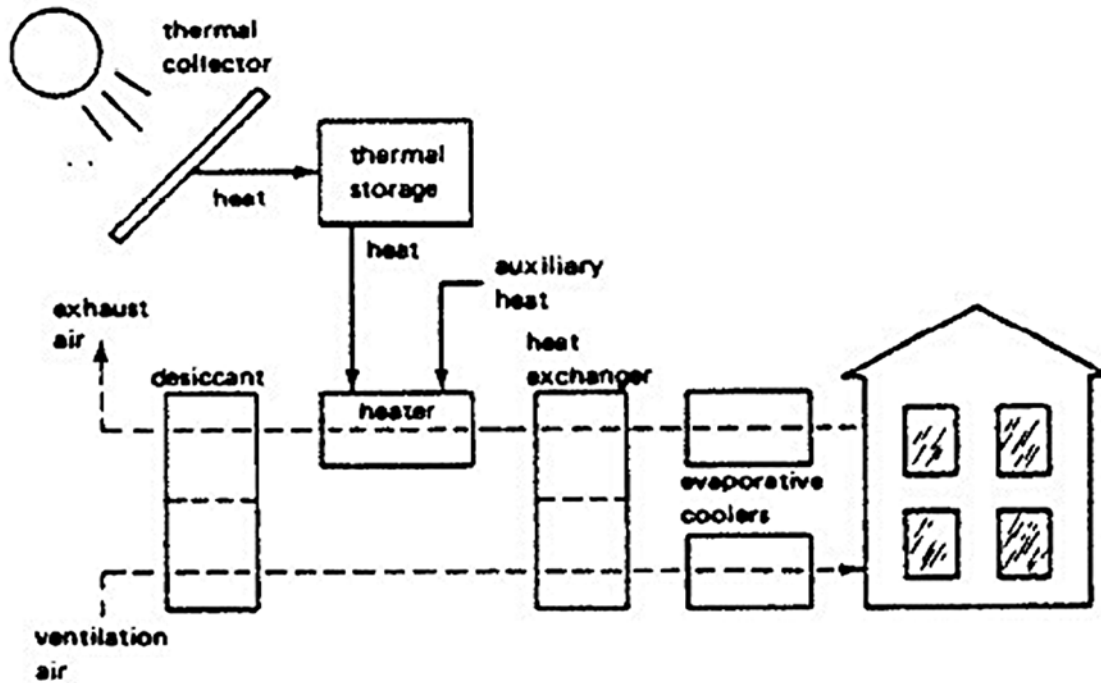 thermal
collector
thermal
storage
heat
heat
auxiliary
heat
exhaust
air
heat
exchanger
desiccant
heater
evaporative
coolers
ventilation
air